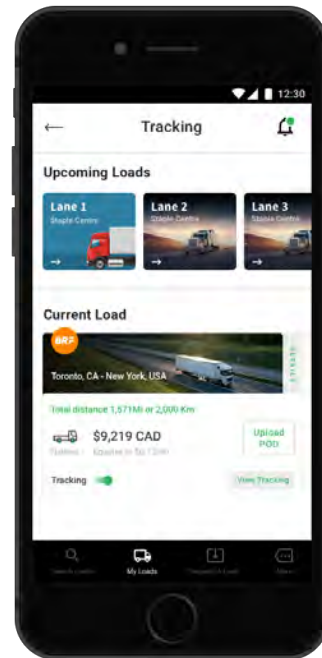 12:30
Tracking
Upcoming Loads
Lane 1
Staple Centre
Lane 2
Staple Centre
Lane 3
Staple Centre
Current Load
BRF
Toronto, CA - New York, USA
Total distance 1,571Mi or 2,000 Km
$9,219 CAD
Upload
POD
Tracking
View Tracking
My Loads